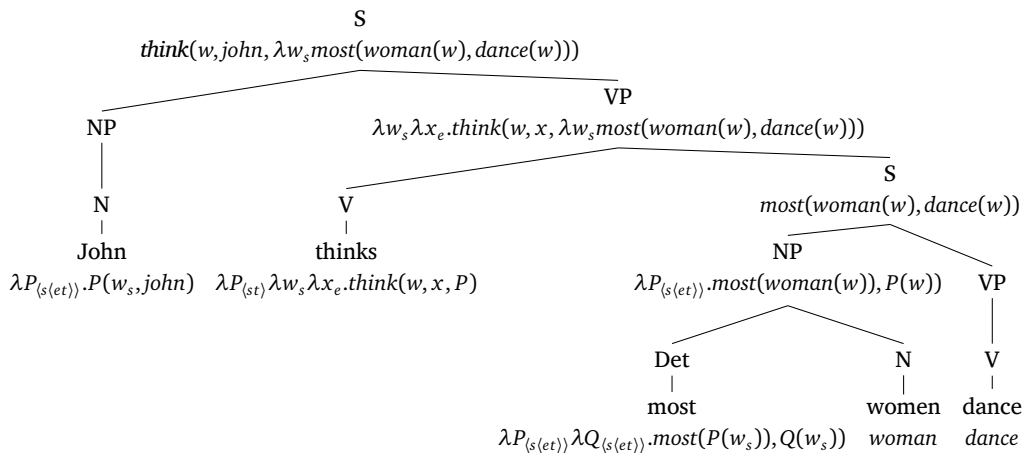 S
think(w, john, λw_s most(woman(w), dance(w)))
VP
λw_s λx_e.think(w, x, λw_s most(woman(w), dance(w)))
NP
S
most(woman(w), dance(w))
N
V
John
thinks
NP
λP_{⟨s⟨et⟩⟩}.P(w_s, john)
λP_{⟨st⟩} λw_s λx_e.think(w, x, P)
λP_{⟨s⟨et⟩⟩}.most(woman(w)), P(w))
VP
Det
N
V
most
women
dance
λP_{⟨s⟨et⟩⟩} λQ_{⟨s⟨et⟩⟩}.most(P(w_s)), Q(w_s))
woman
dance